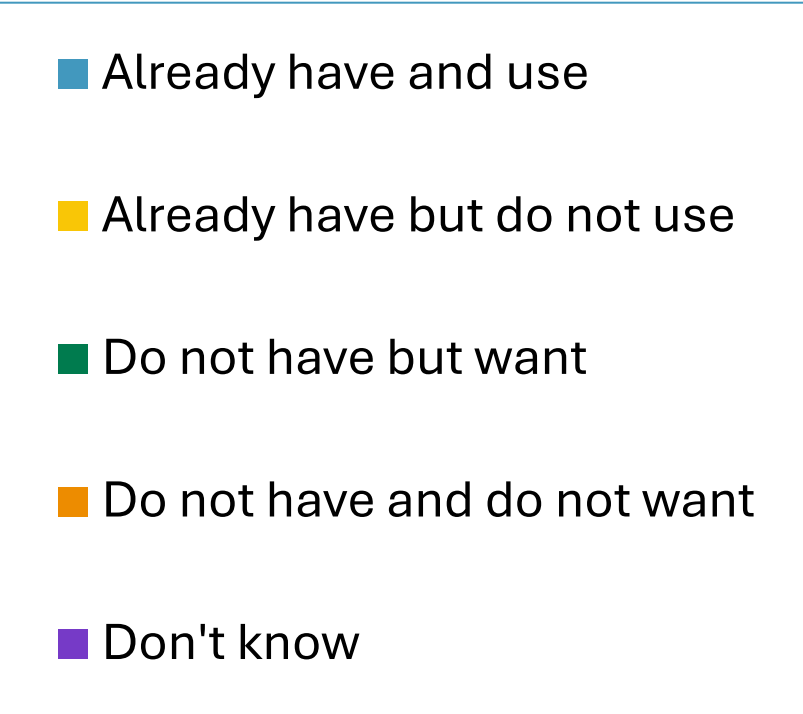 Already have and use
Already have but do not use
Do not have but want
Do not have and do not want
Don't know